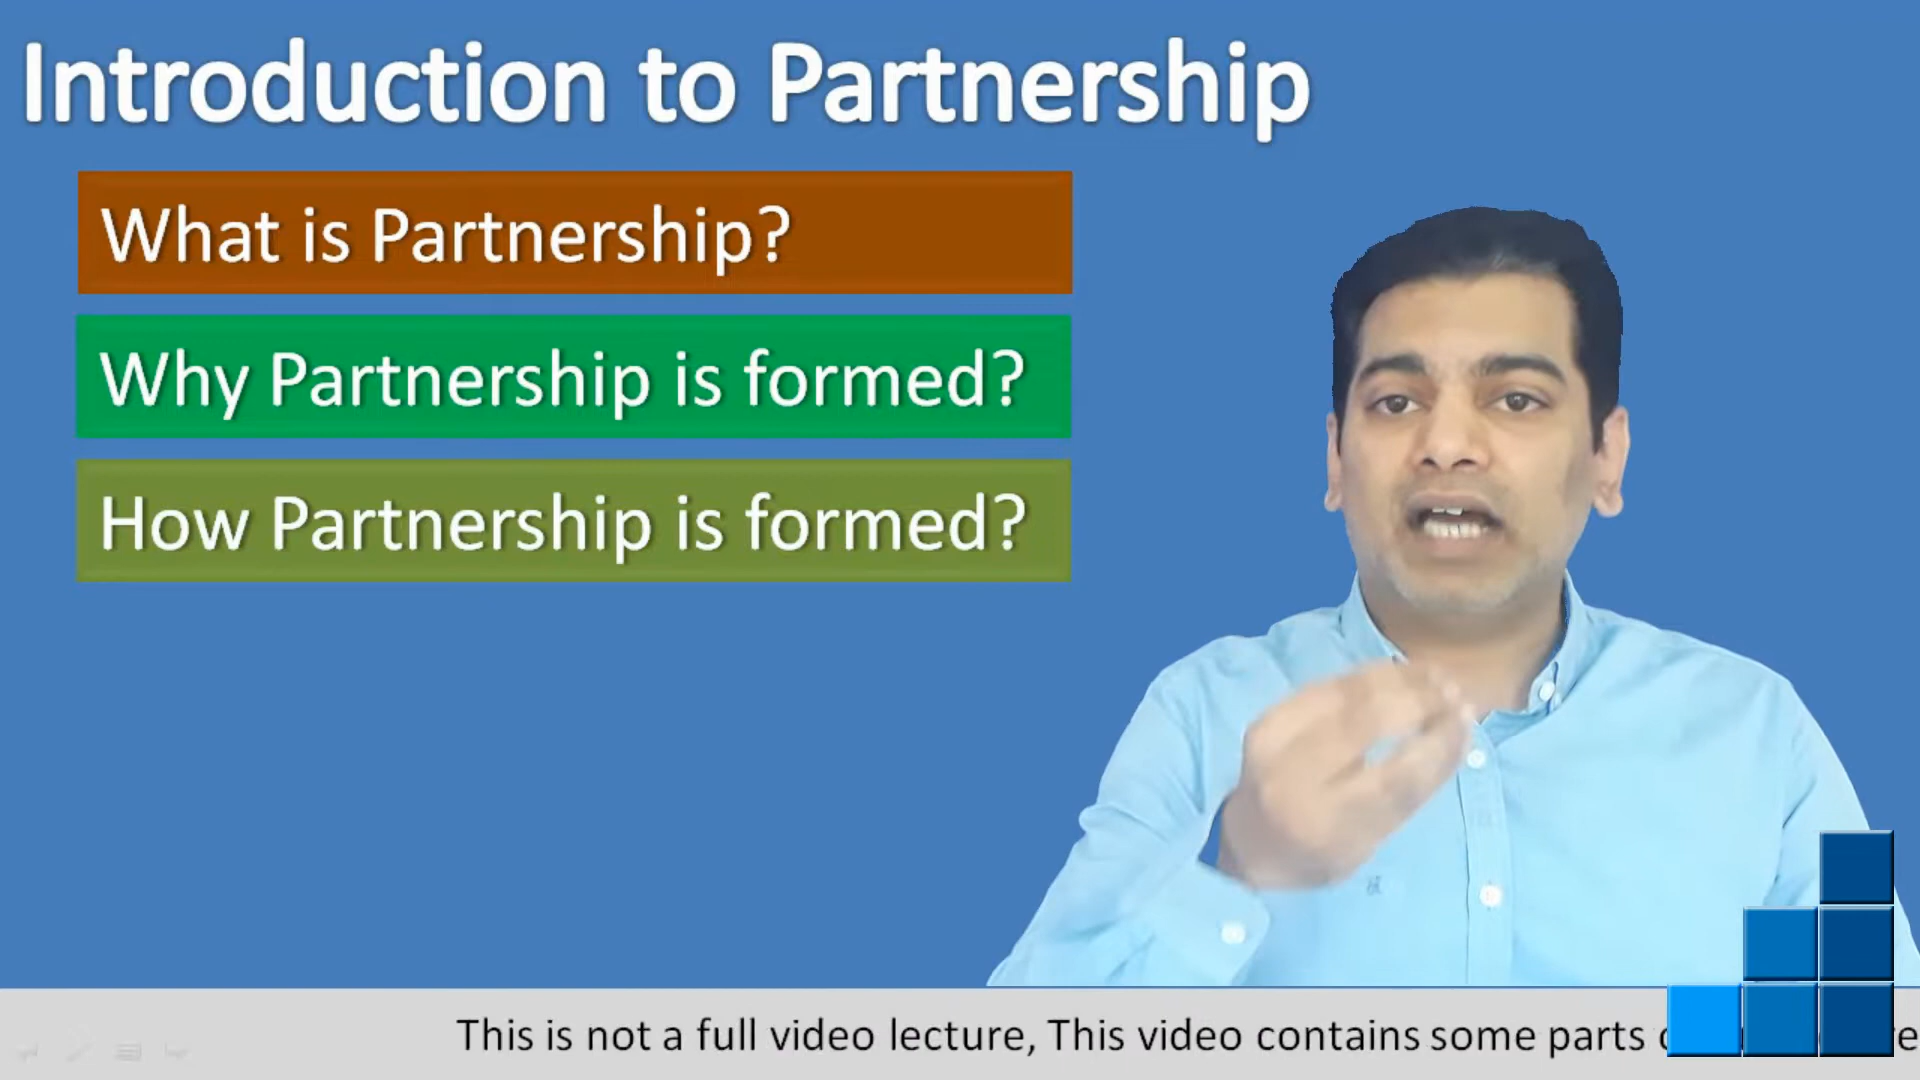 Introduction to Partnership
What is Partnership?
Why Partnership is formed?
How Partnership is formed?
This is not a full video lecture, This video contains some parts